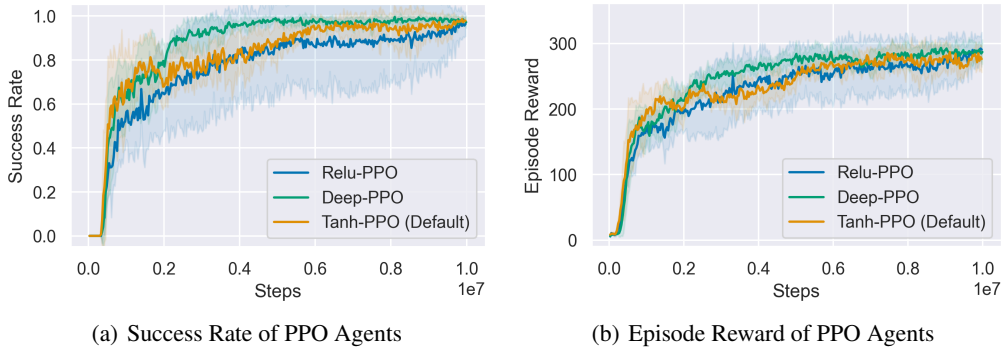 1.0
0.8
0.6
0.4
0.2
0.0
Success Rate
Relu-PPO
Deep-PPO
Tanh-PPO (Default)
0.0 0.2 0.4 0.6 0.8 1.0
Steps
1e7
(a) Success Rate of PPO Agents
300
200
100
0
Episode Reward
Relu-PPO
Deep-PPO
Tanh-PPO (Default)
0.0 0.2 0.4 0.6 0.8 1.0
Steps
1e7
(b) Episode Reward of PPO Agents